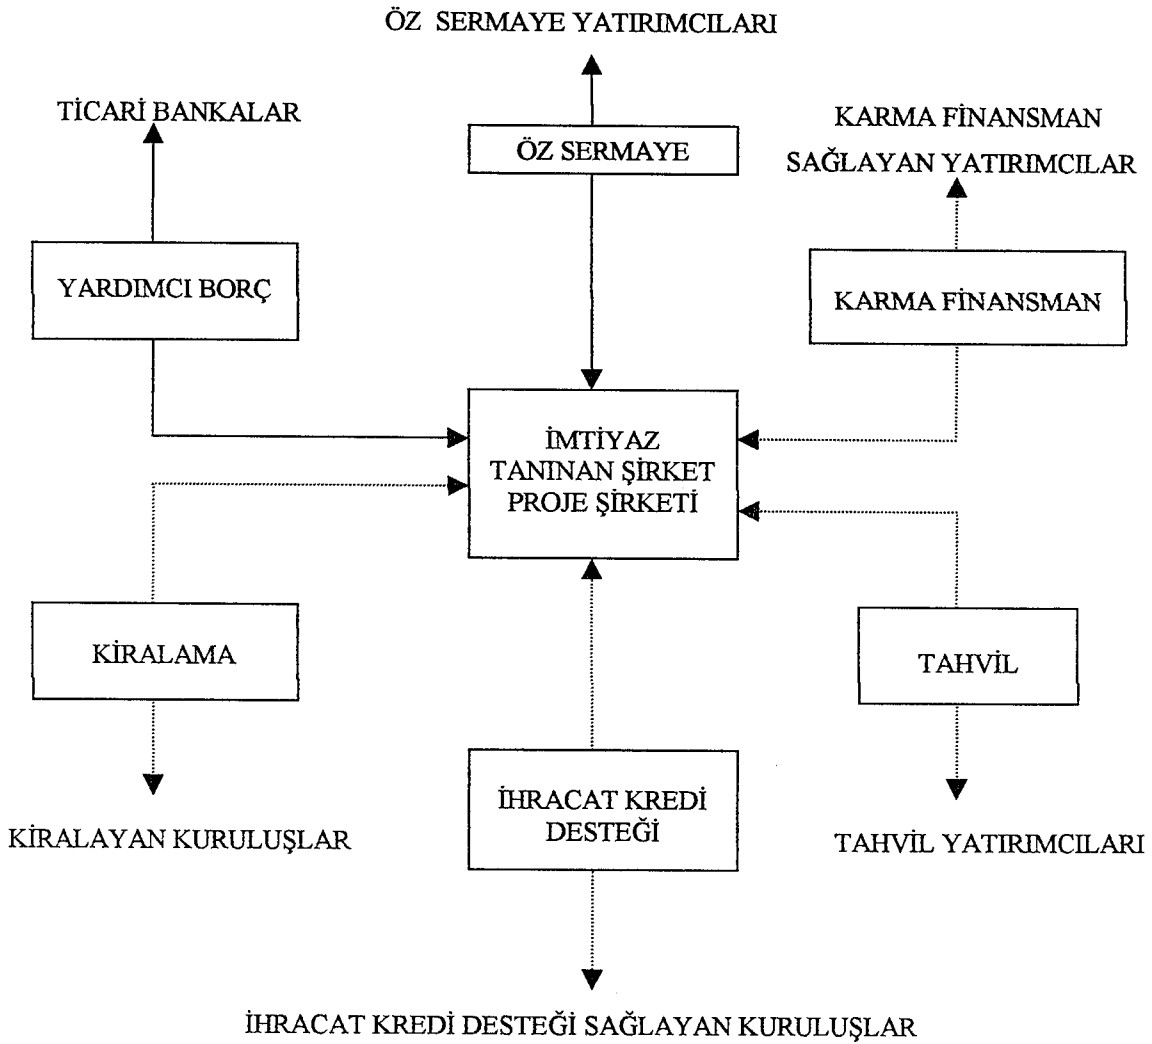 ÖZ SERMAYE YATIRIMCILARI
TİCARİ BANKALAR
KARMA FİNANSMAN
SAĞLAYAN YATIRIMCILAR
ÖZ SERMAYE
YARDIMCI BORÇ
KARMA FİNANSMAN
İMTİYAZ
TANINAN ŞİRKET
PROJE ŞİRKETİ
KİRALAMA
TAHVİL
İHRACAT KREDİ
DESTEĞİ
KİRALAYAN KURULUŞLAR
TAHVİL YATIRIMCILARI
İHRACAT KREDİ DESTEĞİ SAĞLAYAN KURULUŞLAR